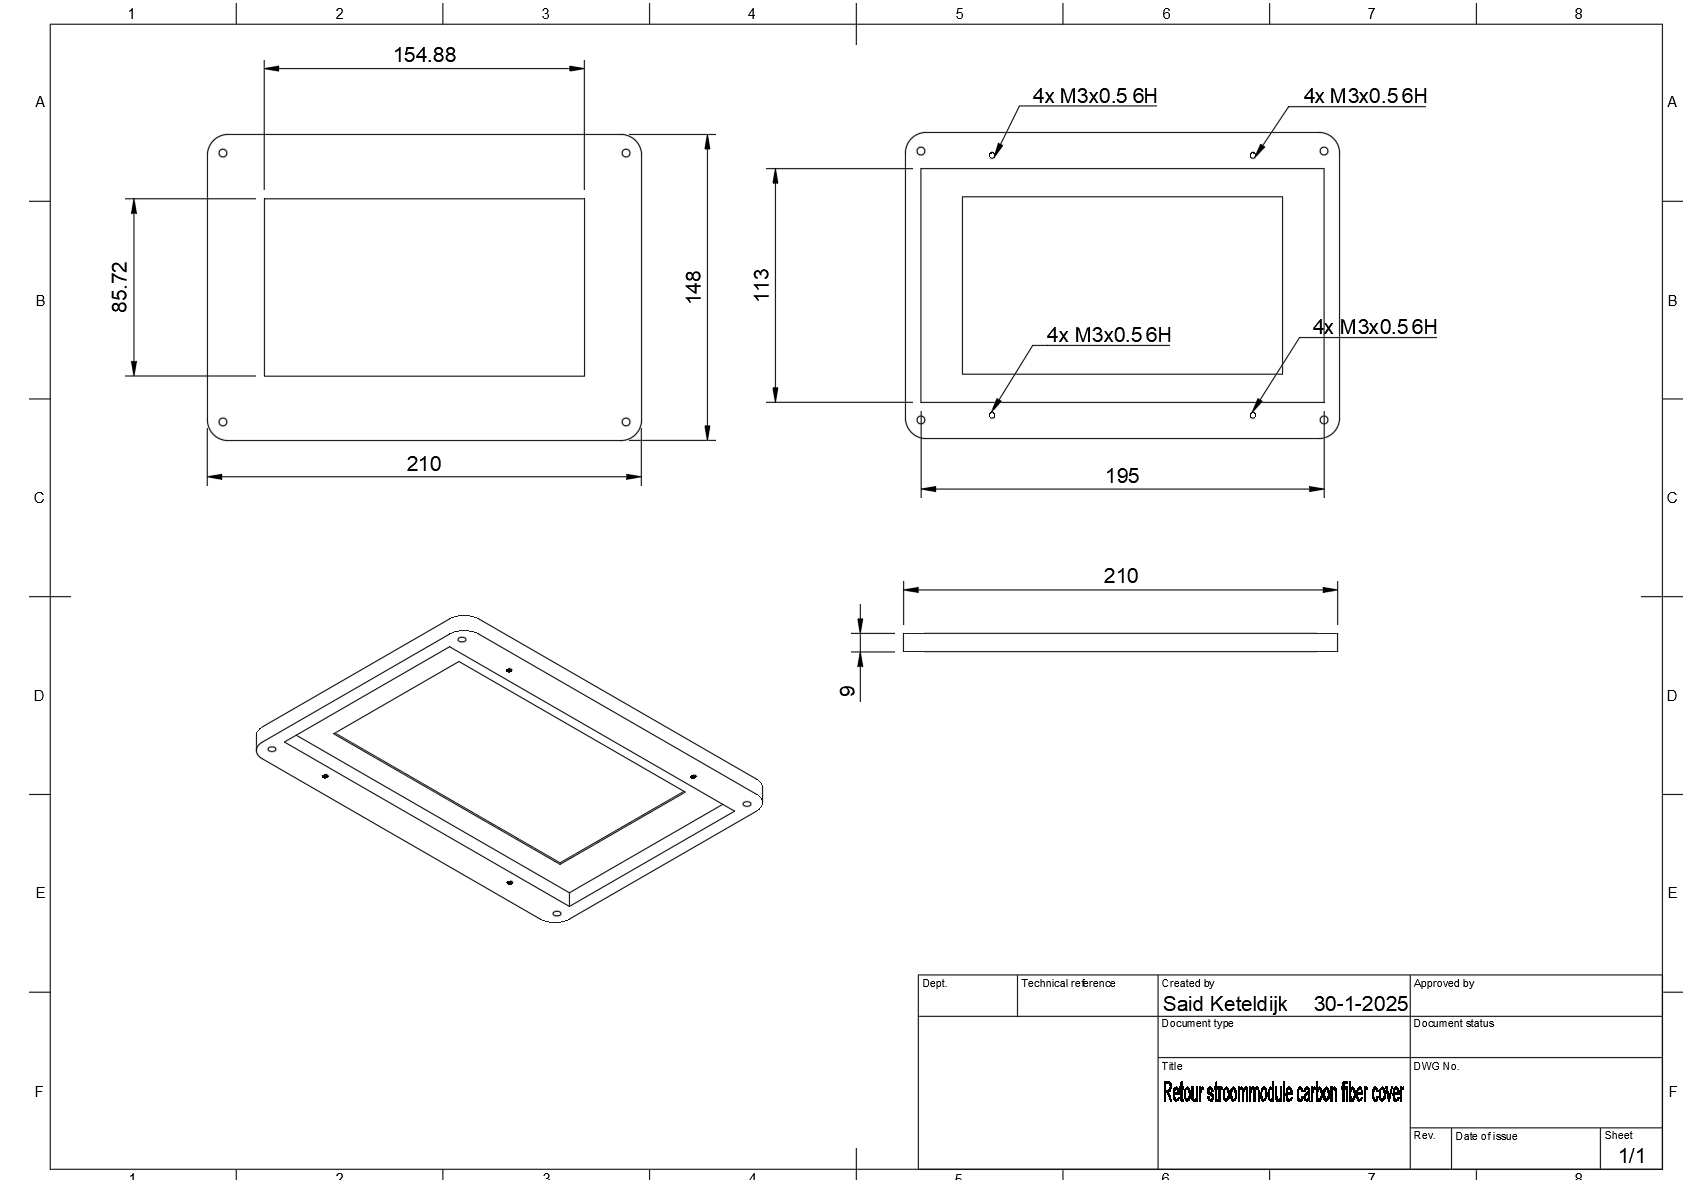 1 2 3 4 5 6 7 8
154.88
4x M3x0.5 6H
4x M3x0.5 6H
A A
85.72
148
113
B B
4x M3x0.5 6H
4x M3x0.5 6H
210
195
C C
210
9
D D
E E
Dept.
Technical reference
Created by
Said Keteldijk 30-1-2025
Approved by
Document type
Document status
Title
Retour stroommodule carbon fiber cover
DWG No.
F F
Rev.
Date of issue
Sheet
1/1
1 2 3 4 5 6 7 8